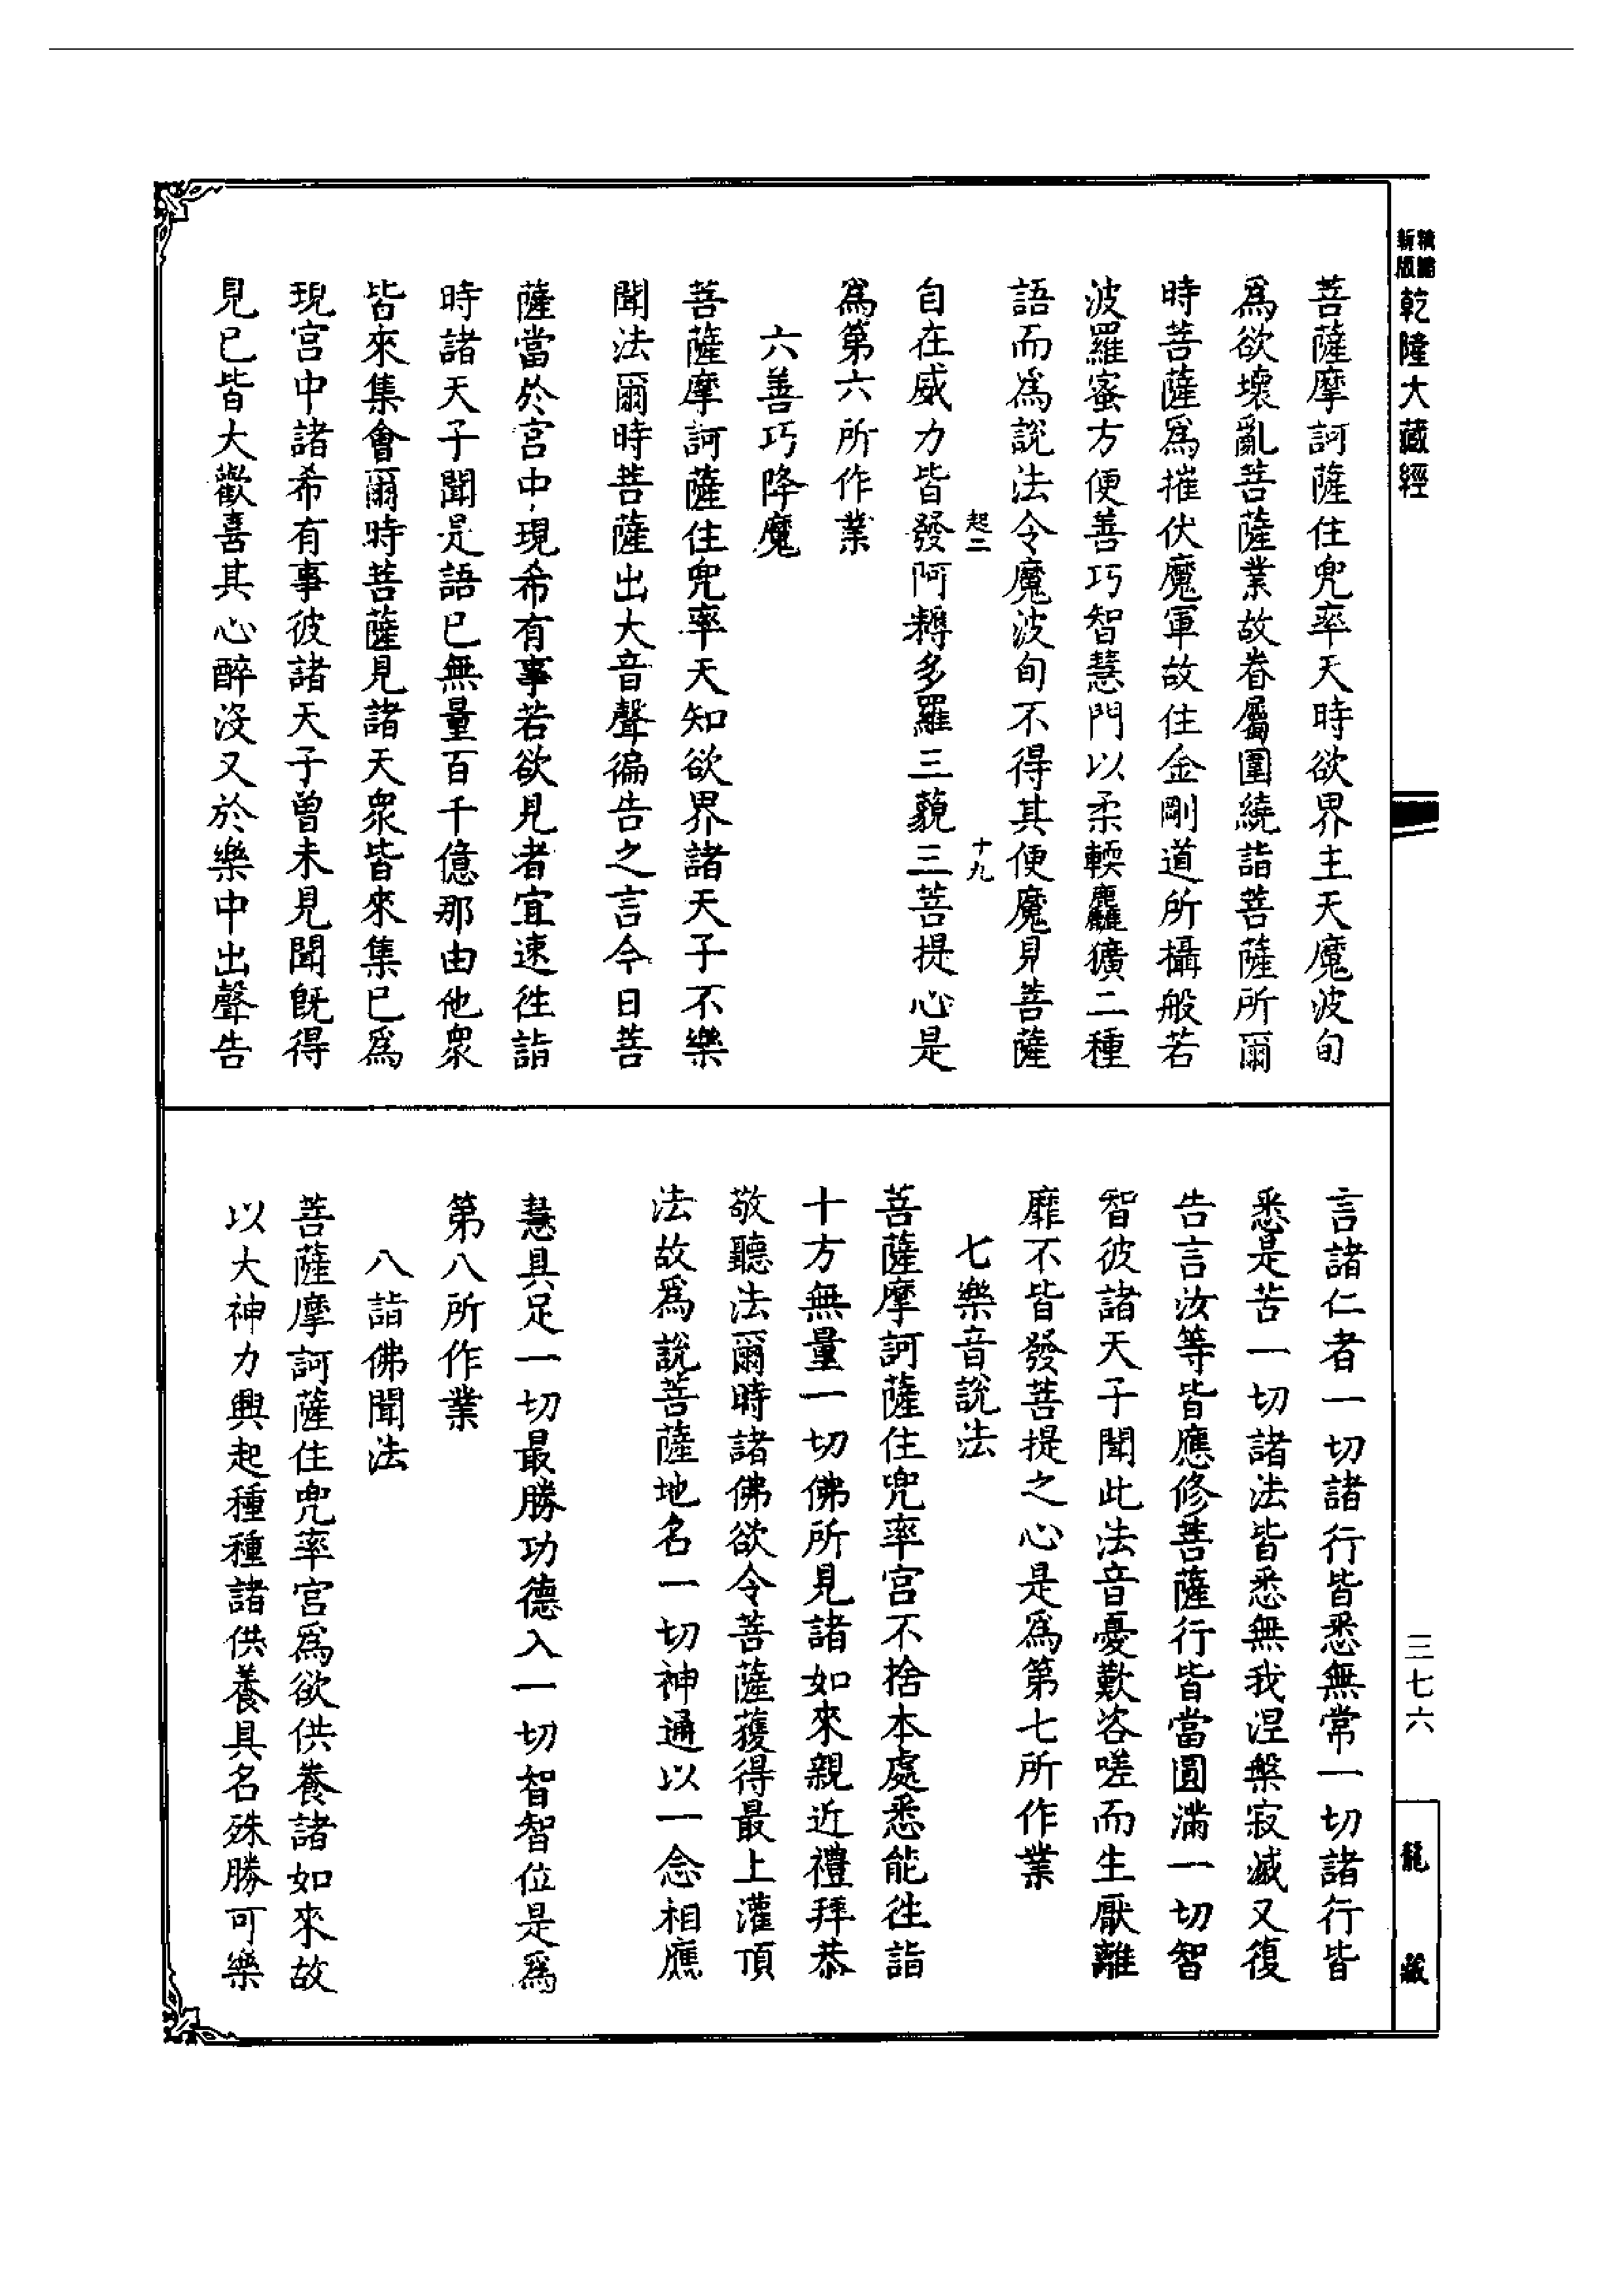 精譜
新版
乾隆大藏經
菩薩摩訶薩住兜率天時欲界主天魔波旬
為欲壞亂菩薩業故眷屬圍繞詣菩薩所爾
時菩薩為摧伏魔軍故住金剛道所攝般若
波羅蜜方便善巧智慧門以柔輭麤獷二種
語而為說法令魔波旬不得其便魔見菩薩
起二
十九
自在威力皆發阿耨多羅三藐三菩提心是
為第六所作業
六善巧降魔
菩薩摩訶薩住兜率天知欲界諸天子不樂
聞法爾時菩薩出大音聲徧告之言今日菩
薩當於宮中現希有事若欲見者宜速往詣
時諸天子聞是語已無量百千億那由他眾
皆來集會爾時菩薩見諸天眾皆來集已為
現宮中諸希有事彼諸天子曾未見聞既得
見已皆大歡喜其心醉沒又於樂中出聲告
言諸仁者一切諸行皆悉無常一切諸行皆
悉是苦一切諸法皆悉無我涅槃寂滅又復
告言汝等皆應修菩薩行皆當圓滿一切智
智彼諸天子聞此法音憂歎咨嗟而生厭離
靡不皆發菩提之心是為第七所作業
七樂音說法
菩薩摩訶薩住兜率宮不捨本處悉能往詣
十方無量一切佛所見諸如來親近禮拜恭
敬聽法爾時諸佛欲令菩薩獲得最上灌頂
法故為說菩薩地名一切神通以一念相應
慧具足一切最勝功德入一切智智位是為
第八所作業
八詣佛聞法
菩薩摩訶薩住兜率宮為欲供養諸如來故
以大神力興起種種諸供養具名殊勝可樂
三七六
龍藏